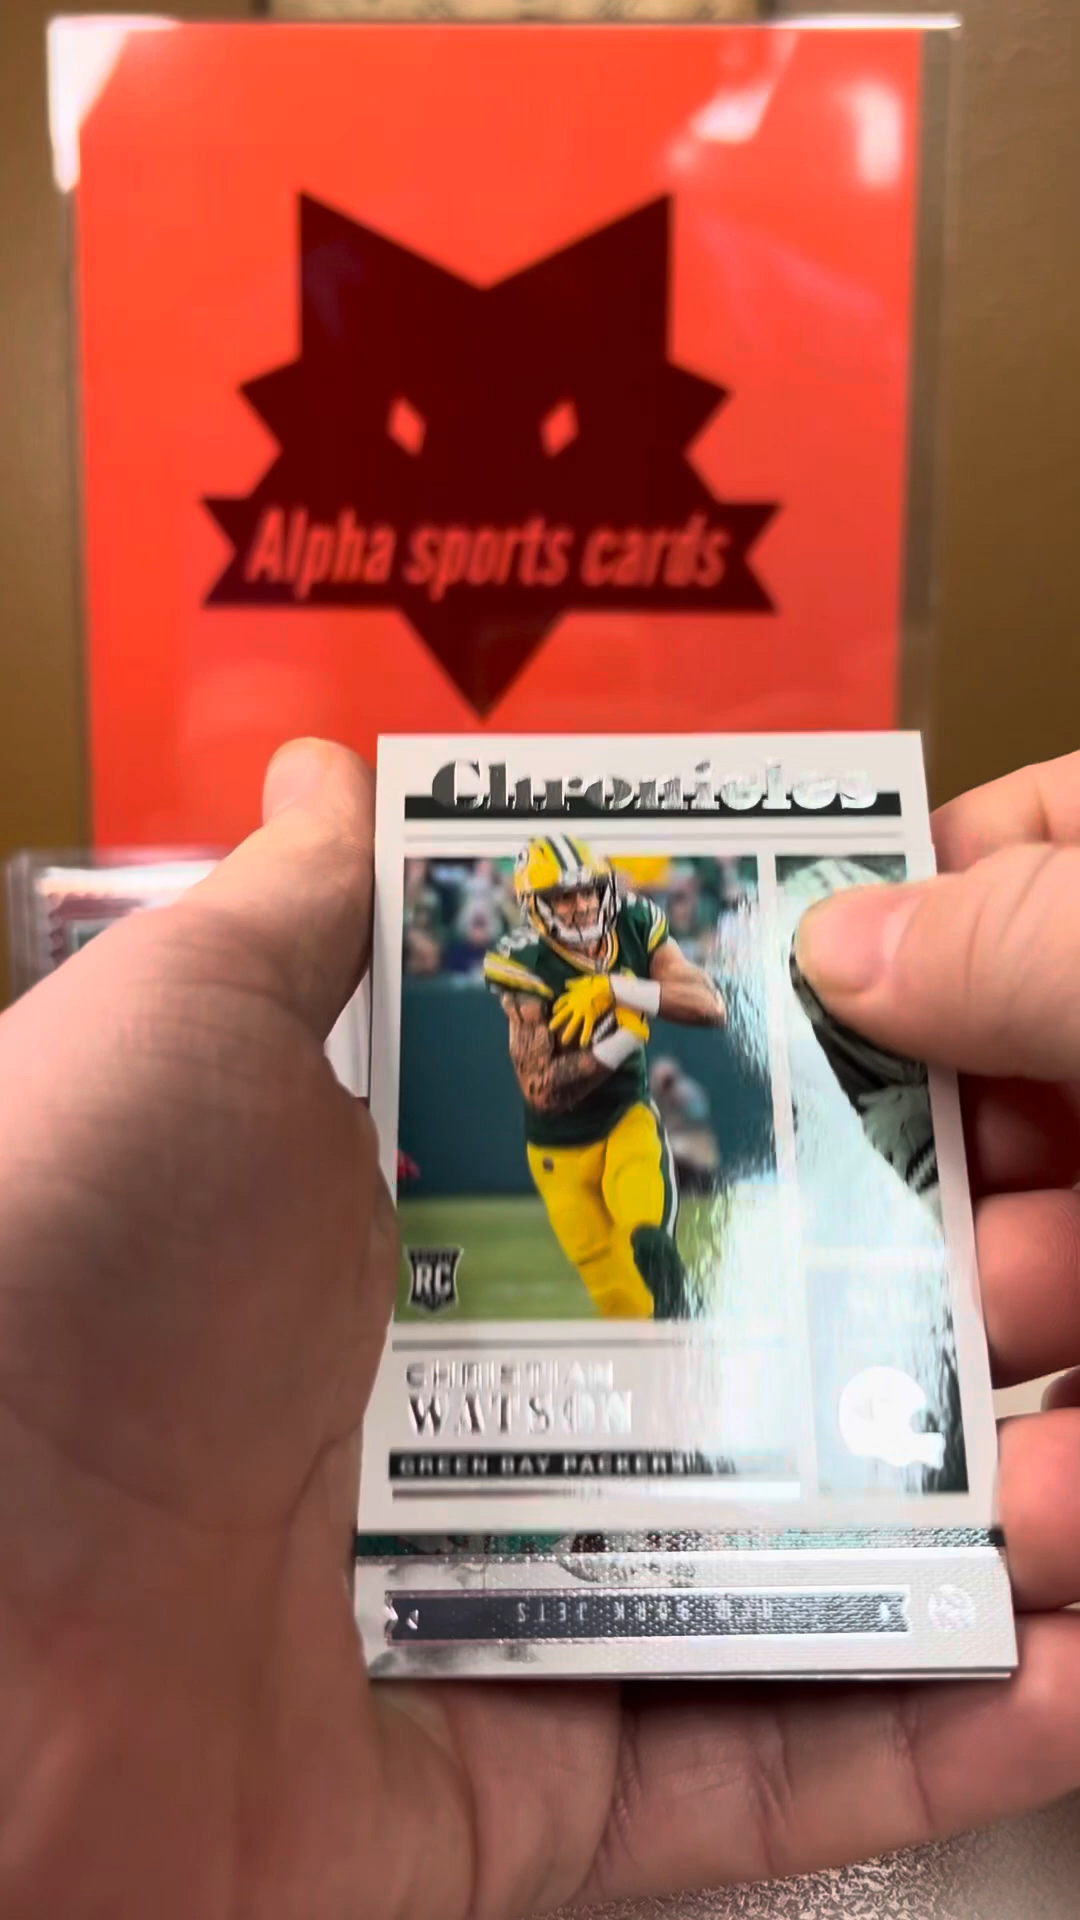 Alpha sports cards
Chronicles
RC
CHRISTIAN
WATSON
GREEN BAY PACKERS
NEW YORK JETS